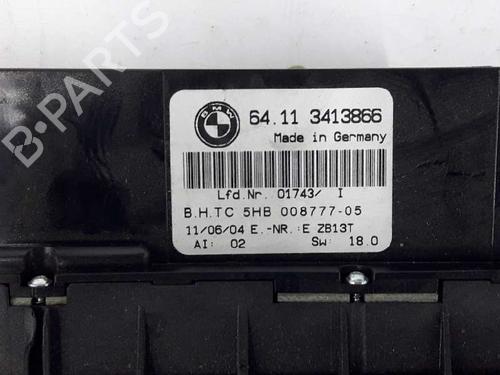 BMW
64.11 3413866
Made in Germany
Lfd.Nr. 01743/ I
B.H.TC 5HB 008777-05
11/06/04 E.-NR.:E ZB13T
AI: 02 SW: 18.0
B-PARTS